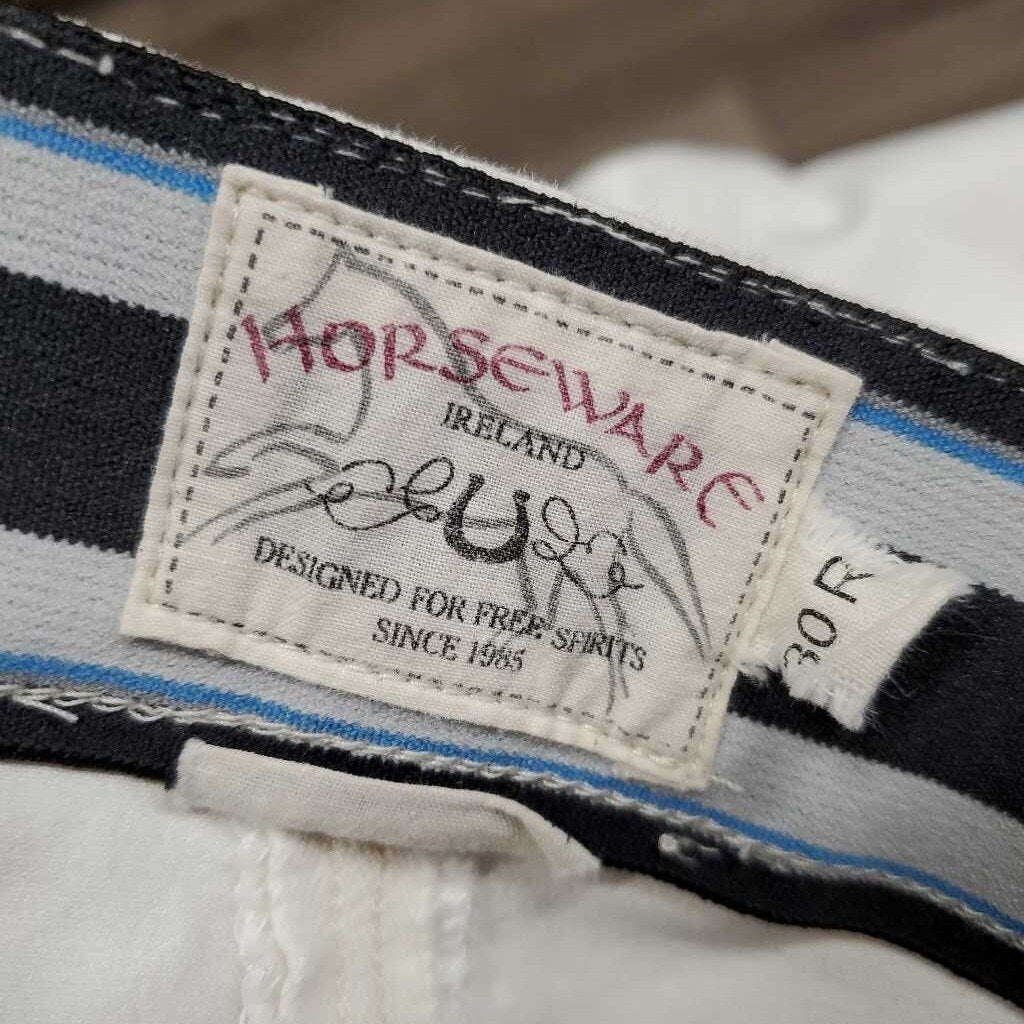 HORSEWARE
IRELAND
DESIGNED FOR FREE SPIRITS
SINCE 1985
30 R